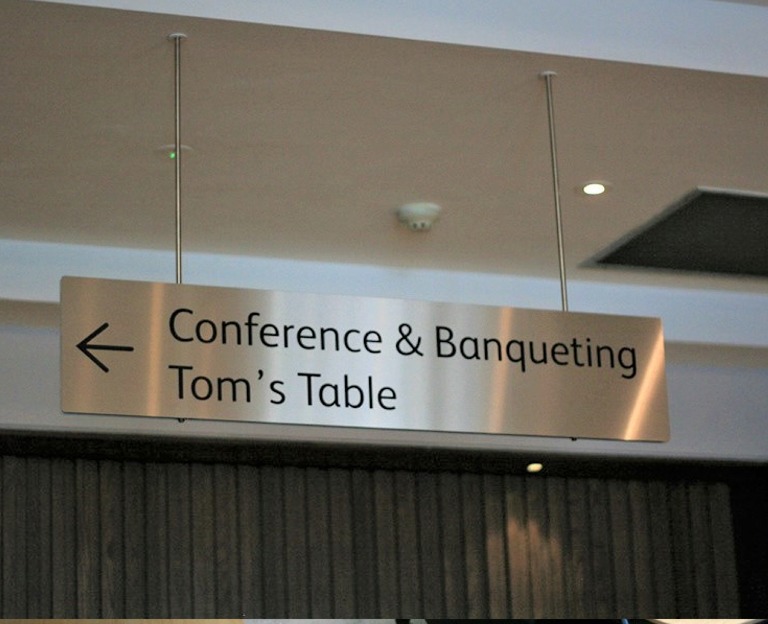 Conference & Banqueting
Tom's Table